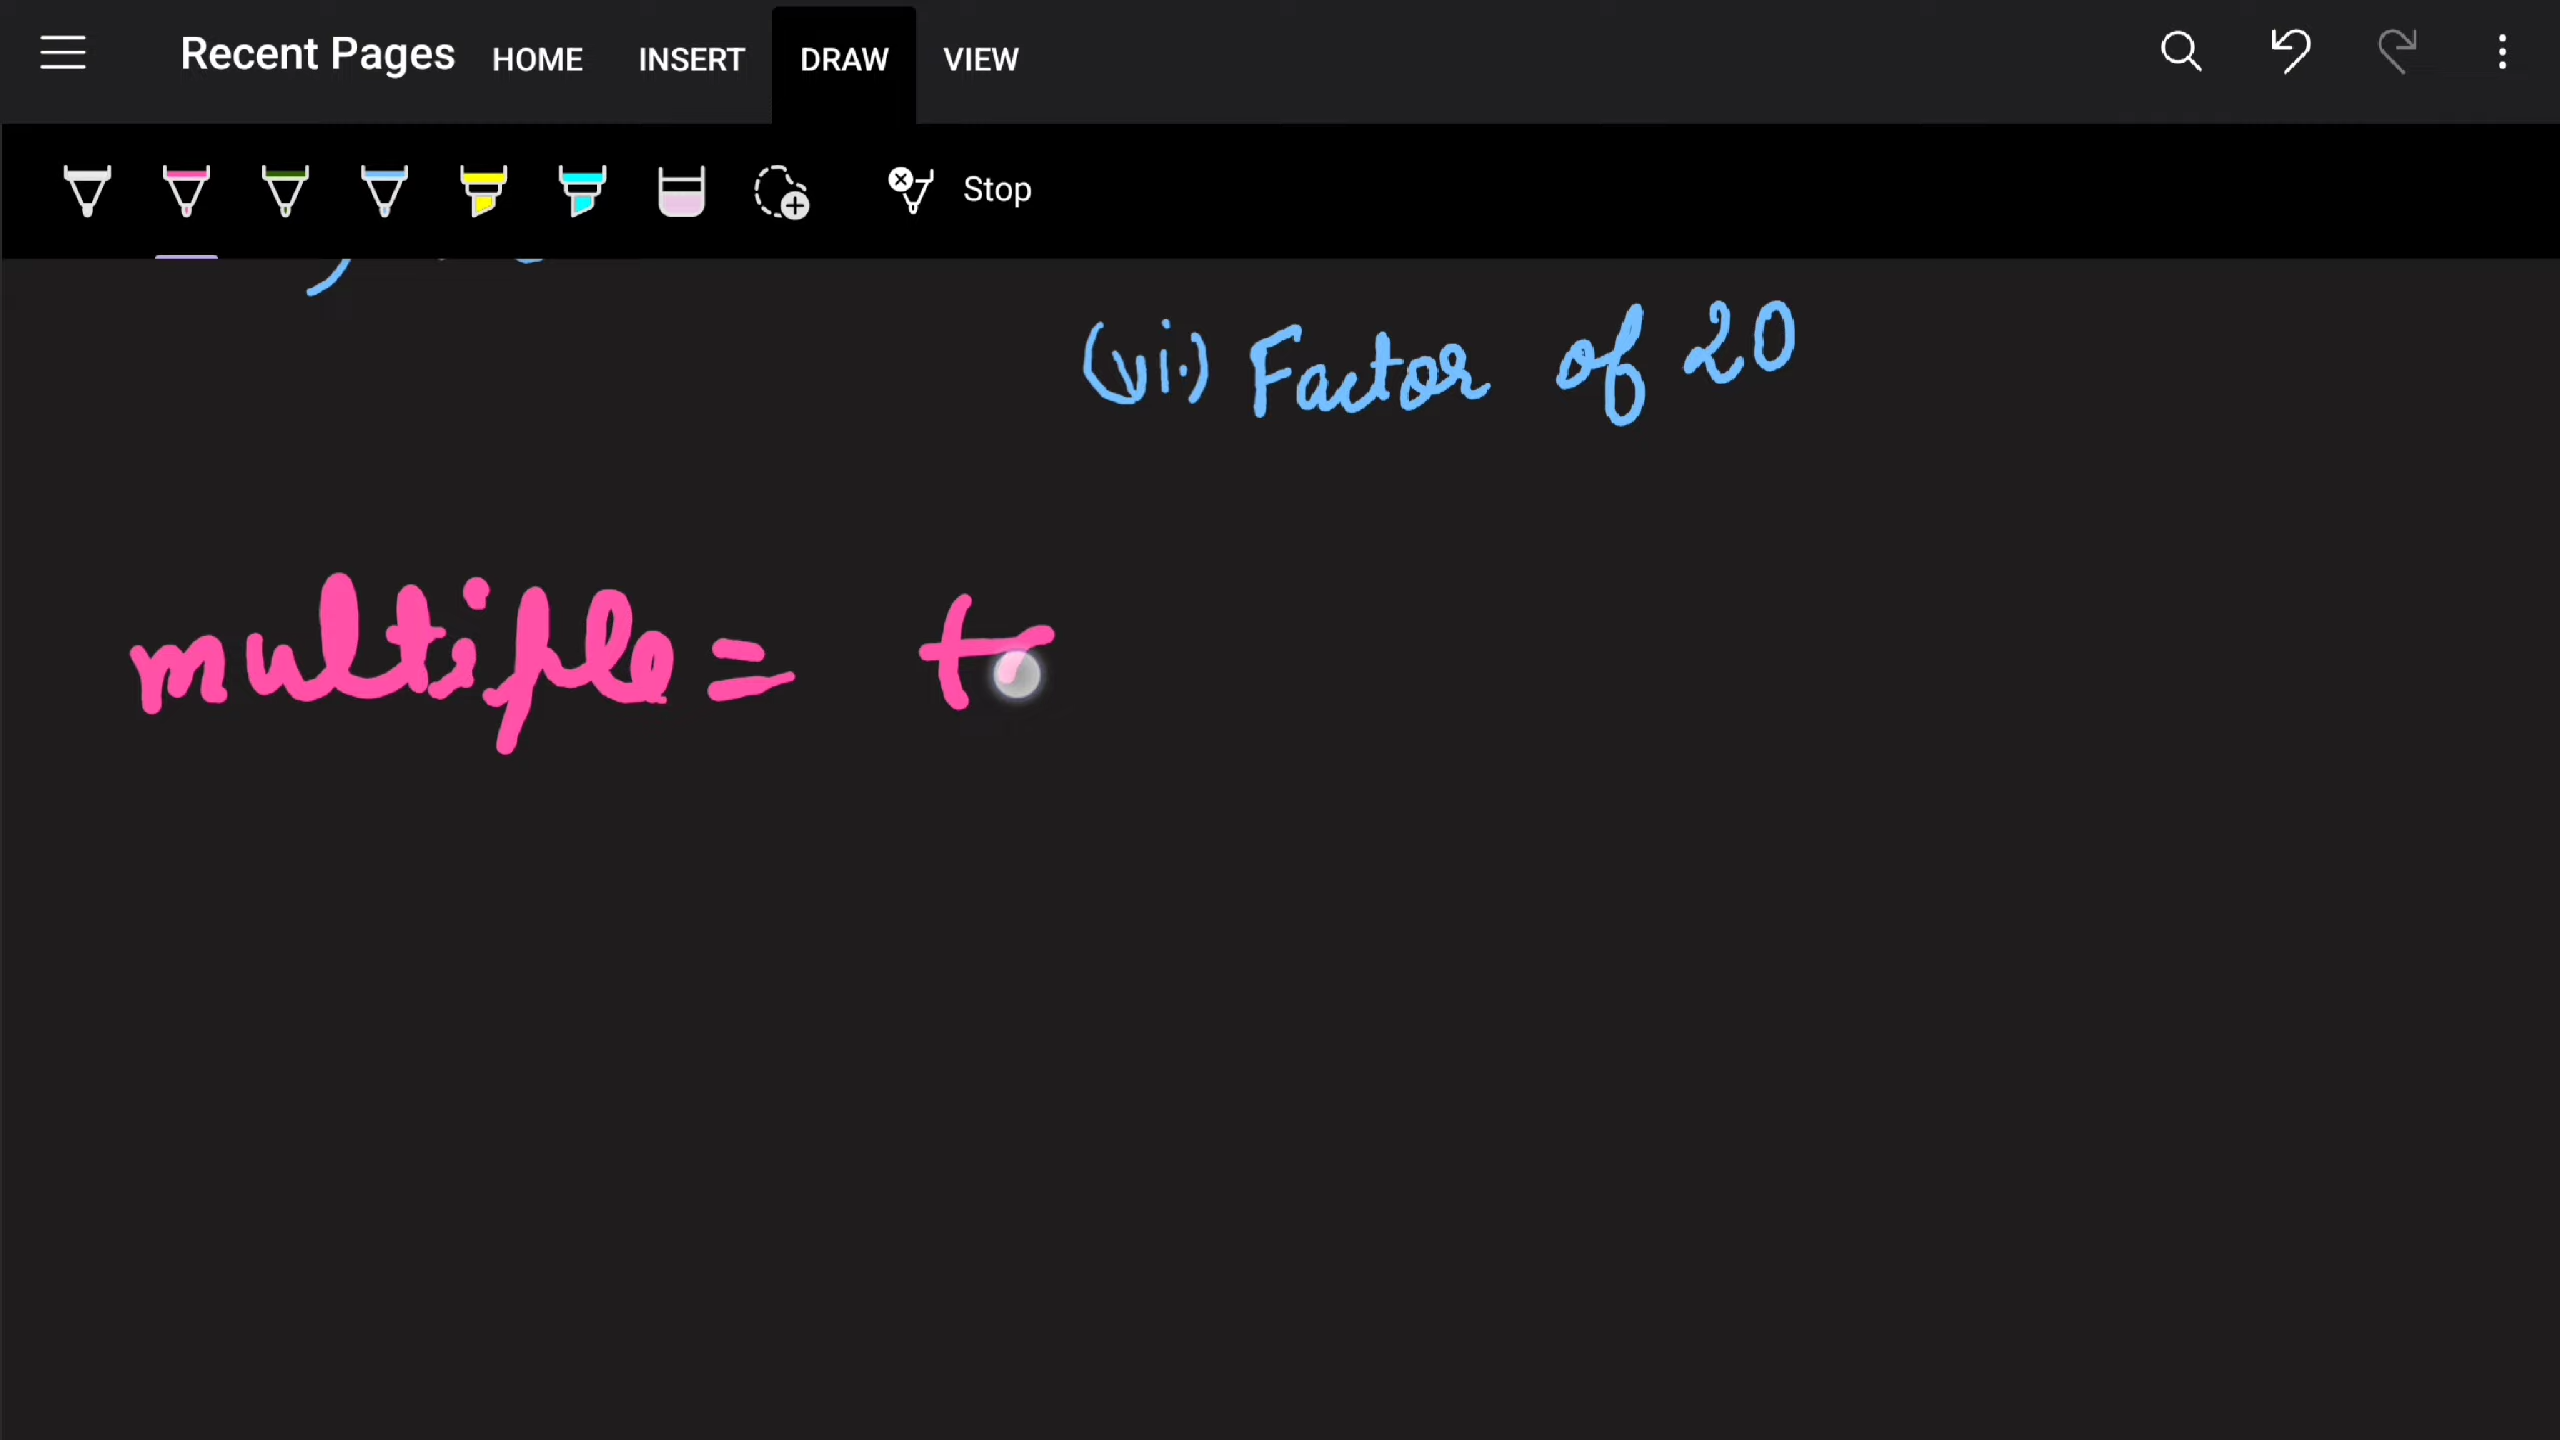 Recent Pages HOME INSERT DRAW VIEW
Stop
(vi.) Factor of 20
multiple = t